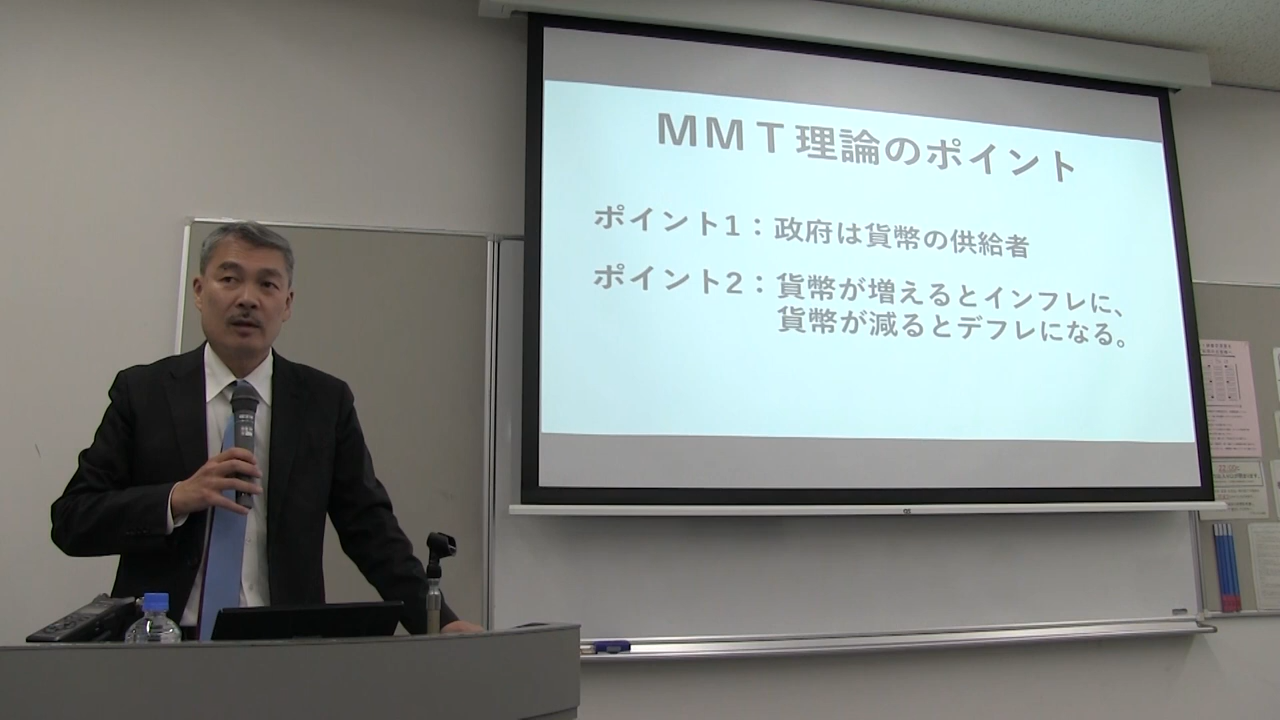 MMT理論のポイント
ポイント1：政府は貨幣の供給者
ポイント2：貨幣が増えるとインフレに、
貨幣が減るとデフレになる。